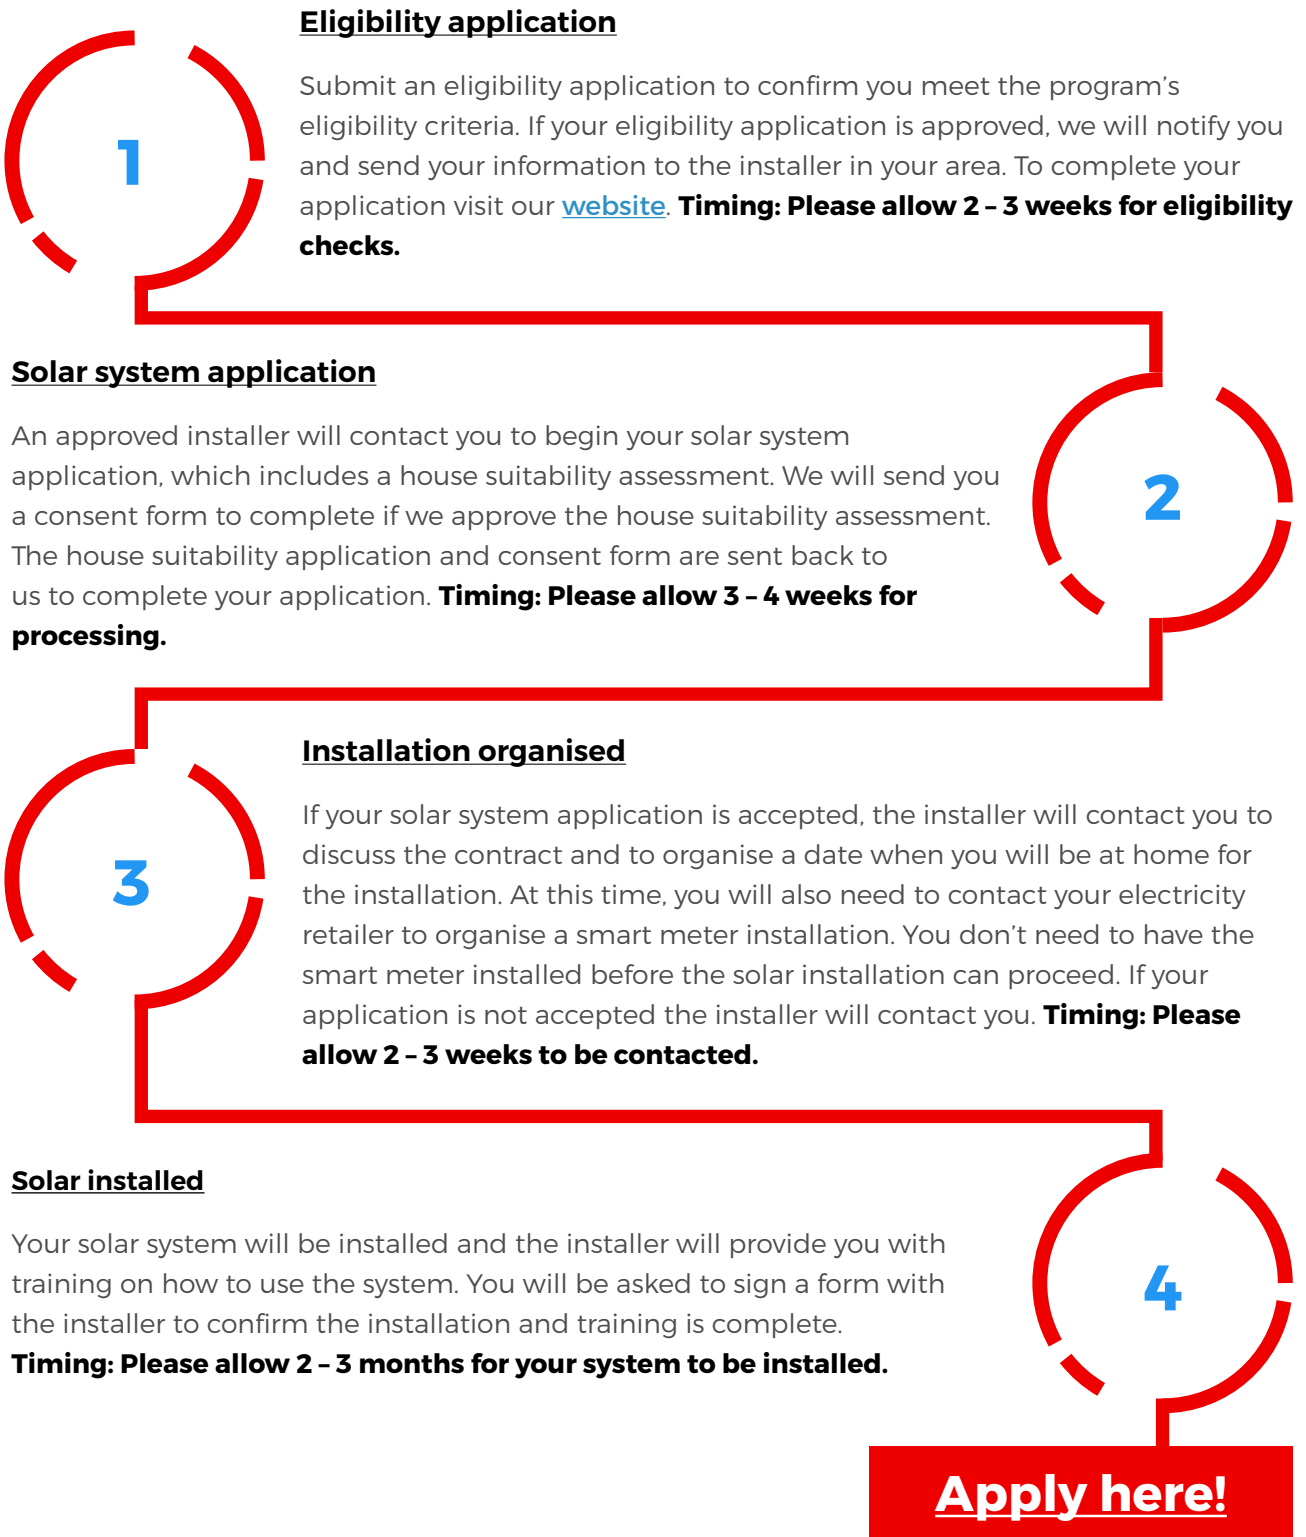 Eligibility application
Submit an eligibility application to confirm you meet the program’s
eligibility criteria. If your eligibility application is approved, we will notify you
and send your information to the installer in your area. To complete your
application visit our website. Timing: Please allow 2 – 3 weeks for eligibility
checks.
1
Solar system application
An approved installer will contact you to begin your solar system
application, which includes a house suitability assessment. We will send you
a consent form to complete if we approve the house suitability assessment.
The house suitability application and consent form are sent back to
us to complete your application. Timing: Please allow 3 – 4 weeks for
processing.
2
Installation organised
If your solar system application is accepted, the installer will contact you to
discuss the contract and to organise a date when you will be at home for
the installation. At this time, you will also need to contact your electricity
retailer to organise a smart meter installation. You don’t need to have the
smart meter installed before the solar installation can proceed. If your
application is not accepted the installer will contact you. Timing: Please
allow 2 – 3 weeks to be contacted.
3
Solar installed
Your solar system will be installed and the installer will provide you with
training on how to use the system. You will be asked to sign a form with
the installer to confirm the installation and training is complete.
Timing: Please allow 2 – 3 months for your system to be installed.
4
Apply here!